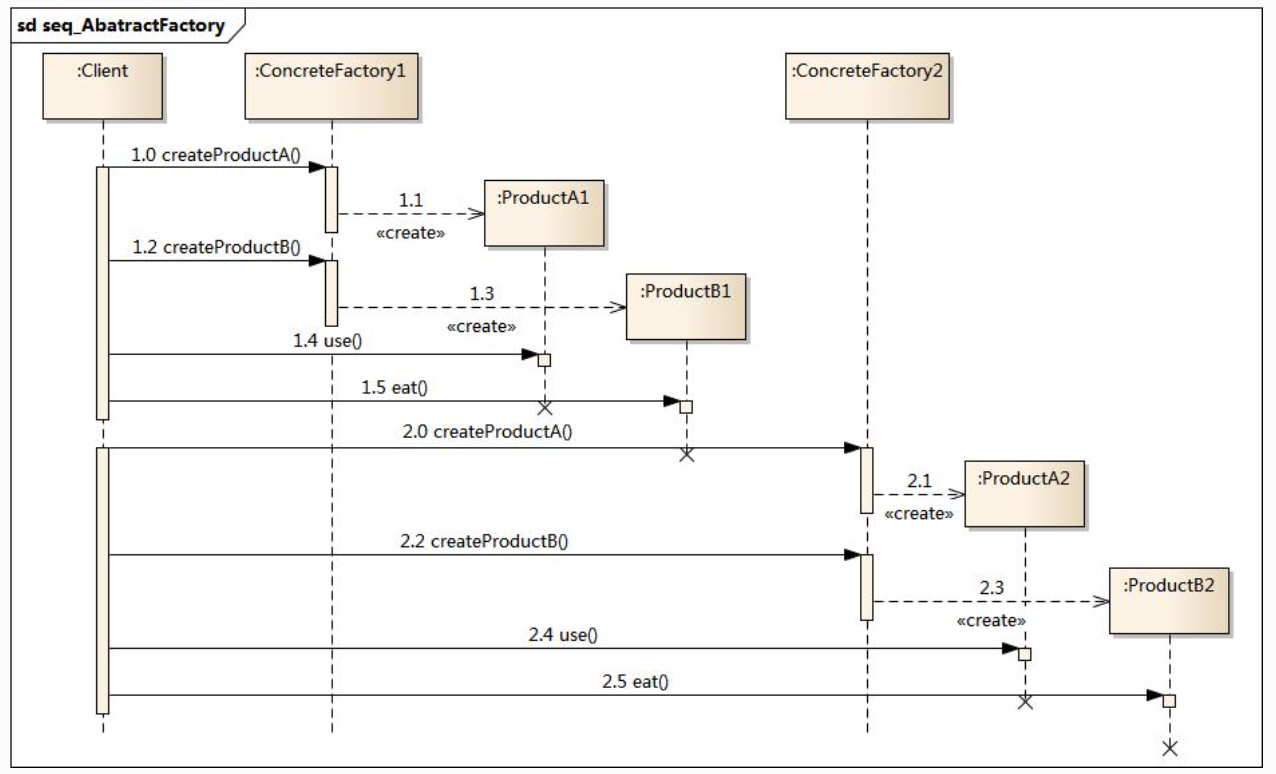 sd seq_AbatractFactory
:Client
:ConcreteFactory1
:ConcreteFactory2
1.0 createProductA()
1.1
:ProductA1
«create»
1.2 createProductB()
1.3
:ProductB1
«create»
1.4 use()
1.5 eat()
2.0 createProductA()
2.1
:ProductA2
«create»
2.2 createProductB()
2.3
:ProductB2
«create»
2.4 use()
2.5 eat()